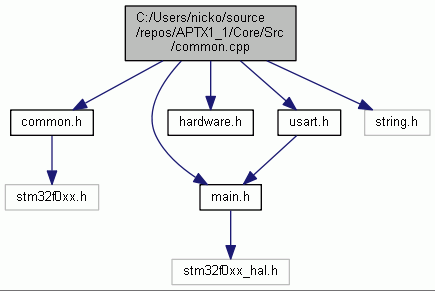 C:/Users/nicko/source
/repos/APTX1_1/Core/Src
/common.cpp
common.h
hardware.h
usart.h
string.h
stm32f0xx.h
main.h
stm32f0xx_hal.h